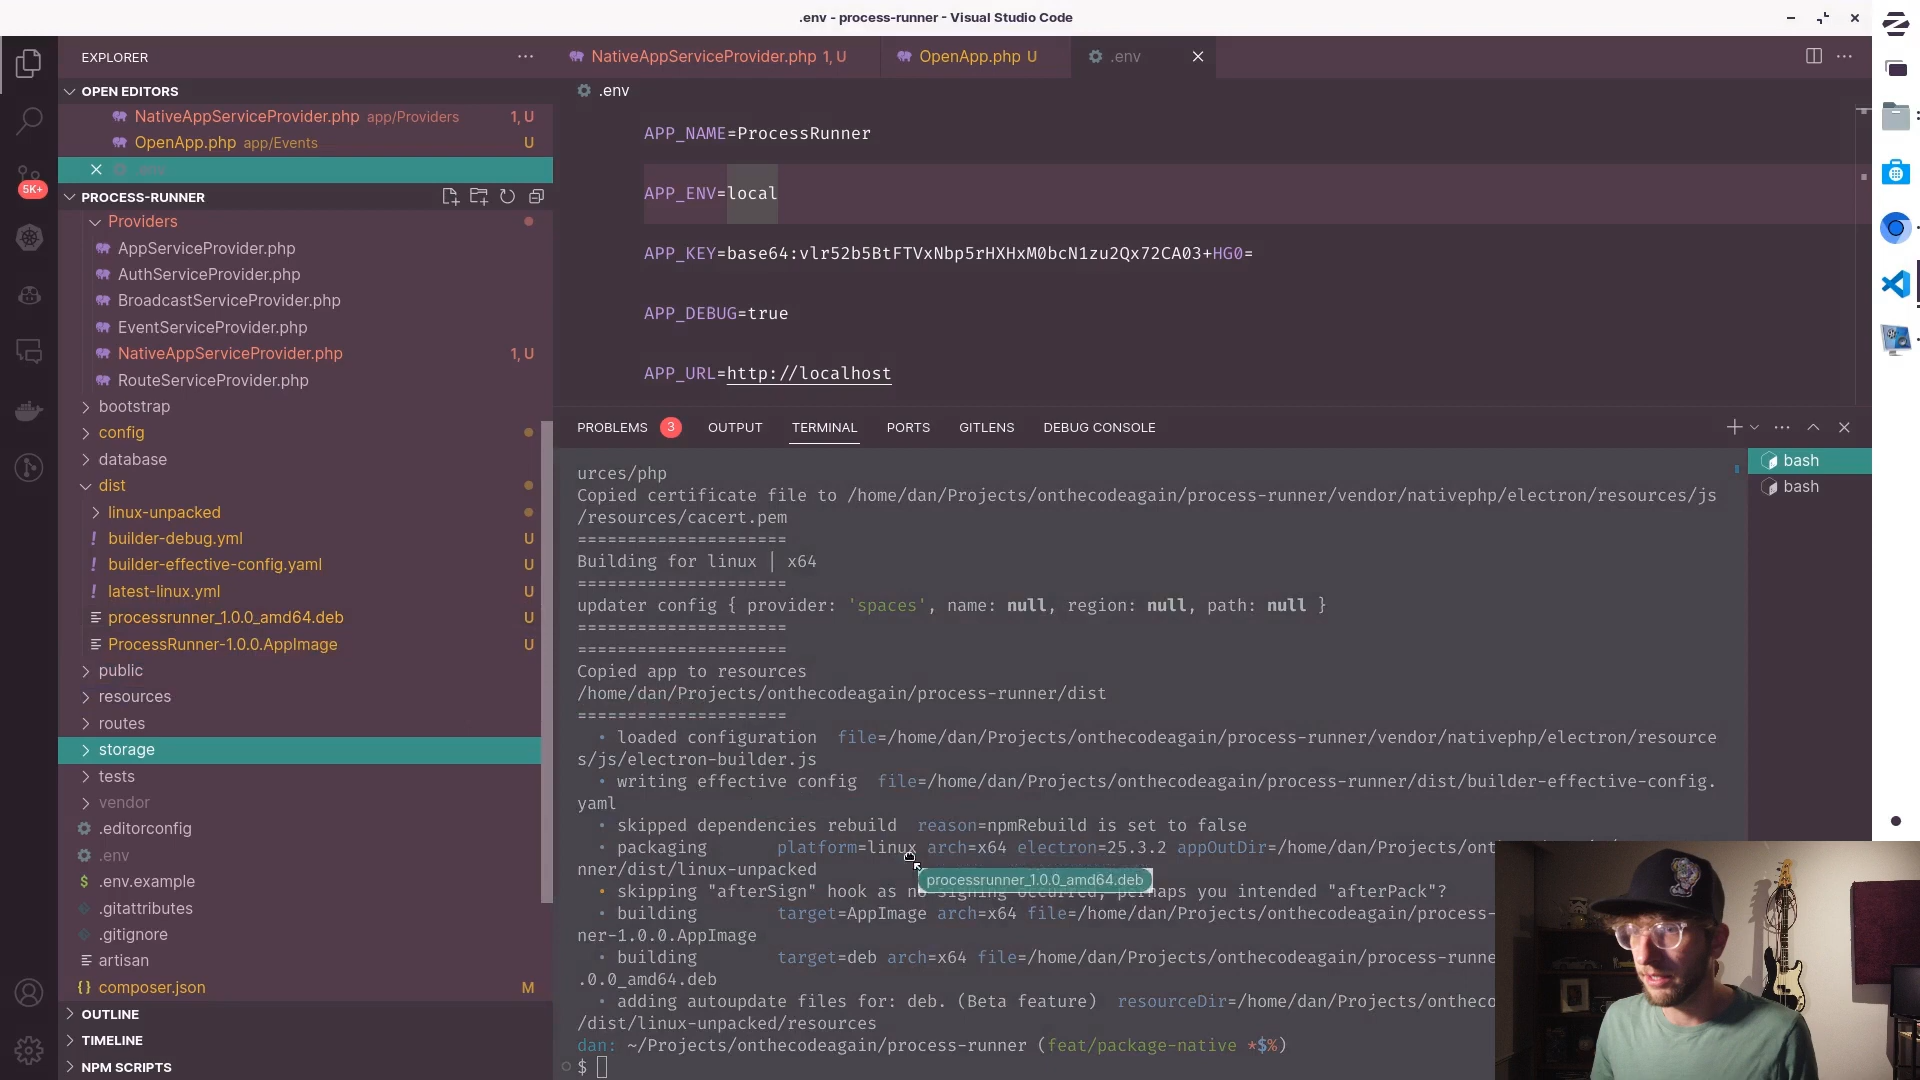 .env - process-runner - Visual Studio Code
EXPLORER
NativeAppServiceProvider.php 1, U
OpenApp.php U
.env
OPEN EDITORS
NativeAppServiceProvider.php app/Providers 1, U
OpenApp.php app/Events U
.env
5K+
PROCESS-RUNNER
Providers
AppServiceProvider.php
AuthServiceProvider.php
BroadcastServiceProvider.php
EventServiceProvider.php
NativeAppServiceProvider.php 1, U
RouteServiceProvider.php
bootstrap
config
database
dist
linux-unpacked
builder-debug.yml U
builder-effective-config.yaml U
latest-linux.yml U
processrunner_1.0.0_amd64.deb U
ProcessRunner-1.0.0.AppImage U
public
resources
routes
storage
tests
vendor
.editorconfig
.env
.env.example
.gitattributes
.gitignore
artisan
composer.json M
OUTLINE
TIMELINE
NPM SCRIPTS
.env
APP_NAME=ProcessRunner
APP_ENV=local
APP_KEY=base64:vlr52b5BtFTVxNbp5rHXHxM0bcN1zu2Qx72CA03+HG0=
APP_DEBUG=true
APP_URL=http://localhost
PROBLEMS 3 OUTPUT TERMINAL PORTS GITLENS DEBUG CONSOLE
bash
bash
urces/php
Copied certificate file to /home/dan/Projects/onthecodeagain/process-runner/vendor/nativephp/electron/resources/js
/resources/cacert.pem
=====================
Building for linux | x64
=====================
updater config { provider: 'spaces', name: null, region: null, path: null }
=====================
=====================
Copied app to resources
/home/dan/Projects/onthecodeagain/process-runner/dist
=====================
• loaded configuration file=/home/dan/Projects/onthecodeagain/process-runner/vendor/nativephp/electron/resource
s/js/electron-builder.js
• writing effective config file=/home/dan/Projects/onthecodeagain/process-runner/dist/builder-effective-config.
yaml
• skipped dependencies rebuild reason=npmRebuild is set to false
• packaging platform=linux arch=x64 electron=25.3.2 appOutDir=/home/dan/Projects/ont
nner/dist/linux-unpacked
processrunner_1.0.0_amd64.deb
• skipping "afterSign" hook as no signing occurred, perhaps you intended "afterPack"?
• building target=AppImage arch=x64 file=/home/dan/Projects/onthecodeagain/process-
ner-1.0.0.AppImage
• building target=deb arch=x64 file=/home/dan/Projects/onthecodeagain/process-runne
.0.0_amd64.deb
• adding autoupdate files for: deb. (Beta feature) resourceDir=/home/dan/Projects/ontheco
/dist/linux-unpacked/resources
dan: ~/Projects/onthecodeagain/process-runner (feat/package-native *$%)
$